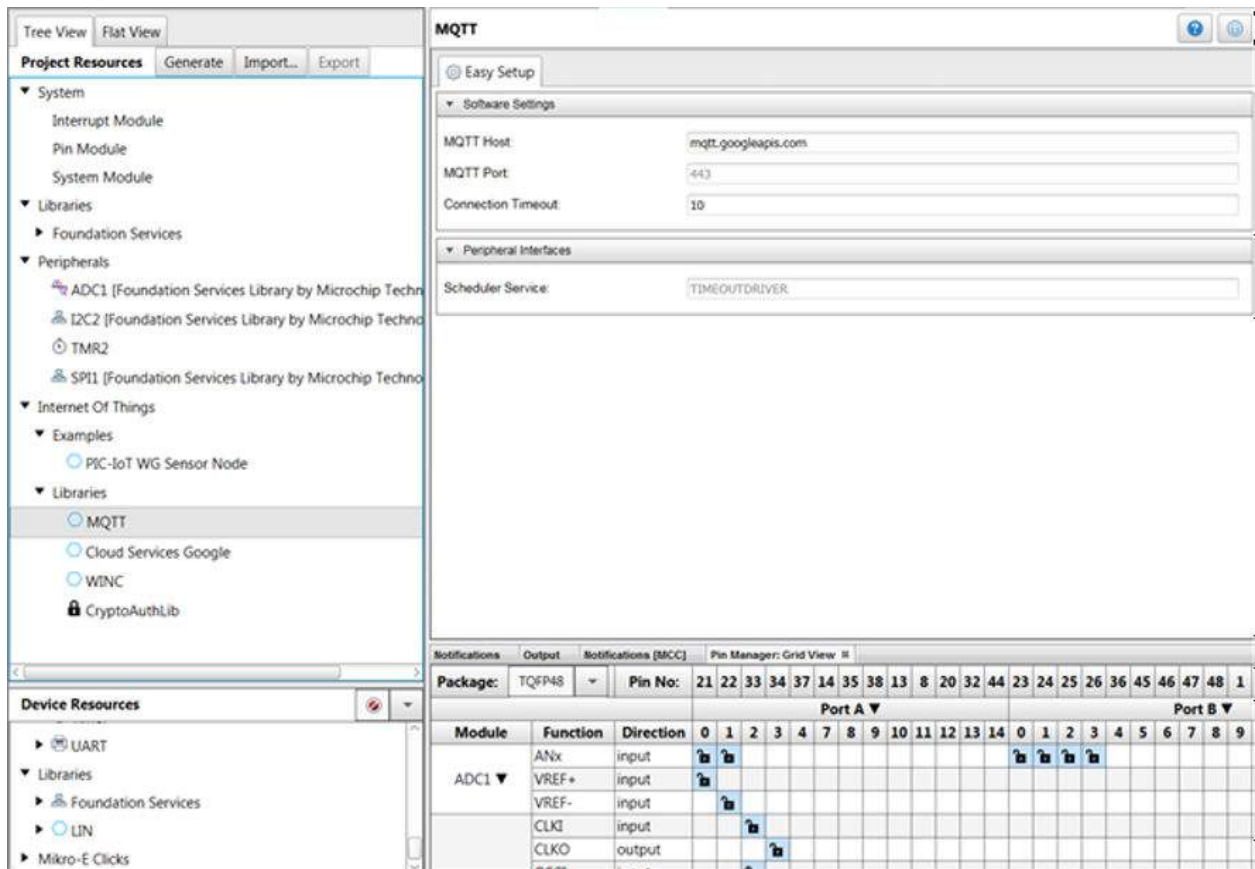 Tree View Flat View
Project Resources Generate Import... Export
System
Interrupt Module
Pin Module
System Module
Libraries
Foundation Services
Peripherals
ADC1 [Foundation Services Library by Microchip Techn
I2C2 [Foundation Services Library by Microchip Techno
TMR2
SPI1 [Foundation Services Library by Microchip Techno
Internet Of Things
Examples
PIC-IoT WG Sensor Node
Libraries
MQTT
Cloud Services Google
WINC
CryptoAuthLib
Device Resources
UART
Libraries
Foundation Services
LIN
Mikro-E Clicks
MQTT
Easy Setup
Software Settings
MQTT Host: mqtt.googleapis.com
MQTT Port: 443
Connection Timeout: 10
Peripheral Interfaces
Scheduler Service: TIMEOUTDRIVER
Notifications Output Notifications [MCC] Pin Manager: Grid View
Package: TQFP48 Pin No: 21 22 33 34 37 14 35 38 13 8 20 32 44 23 24 25 26 36 45 46 47 48 1
Port A ▼ Port B ▼
Module Function Direction 0 1 2 3 4 7 8 9 10 11 12 13 14 0 1 2 3 4 5 6 7 8 9
ADC1 ▼
ANx input
VREF+ input
VREF- input
CLKI input
CLKO output